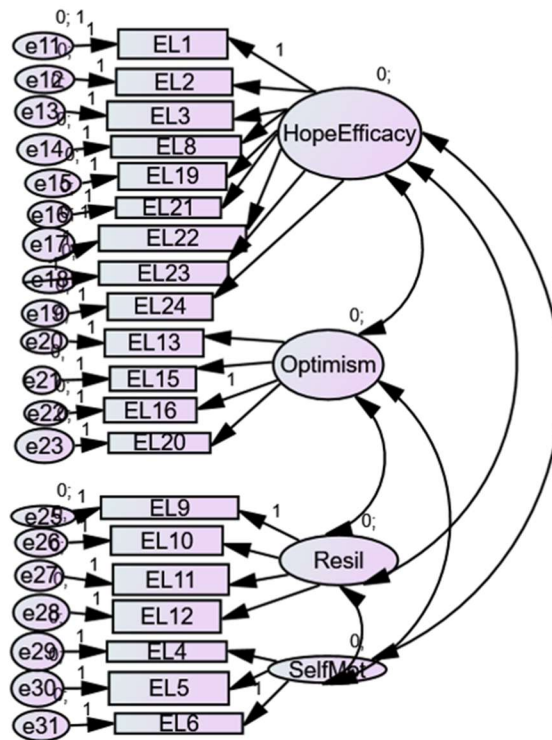 0; 1
e11 1 EL1 1
e12 1 EL2 0;
e13 1 EL3
HopeEfficacy
e14 1 EL8
e15 1 EL19
e16 1 EL21
e17 EL22
e18 EL23
e19 1 EL24 0;
e20 1 EL13
Optimism
e21 1 EL15 1
e22 1 EL16
e23 1 EL20
0; 1
e25 EL9 1 0;
e26 1 EL10
Resil
e27 1 EL11
e28 1 EL12
e29 1 EL4 0,
SelfMot
e30 1 EL5
e31 1 EL6 1